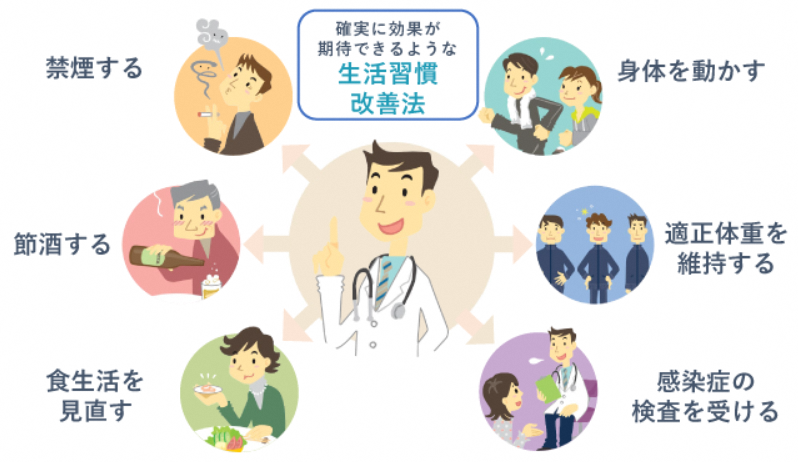 確実に効果が
期待できるような
生活習慣
改善法
禁煙する
身体を動かす
節酒する
適正体重を
維持する
食生活を
見直す
感染症の
検査を受ける